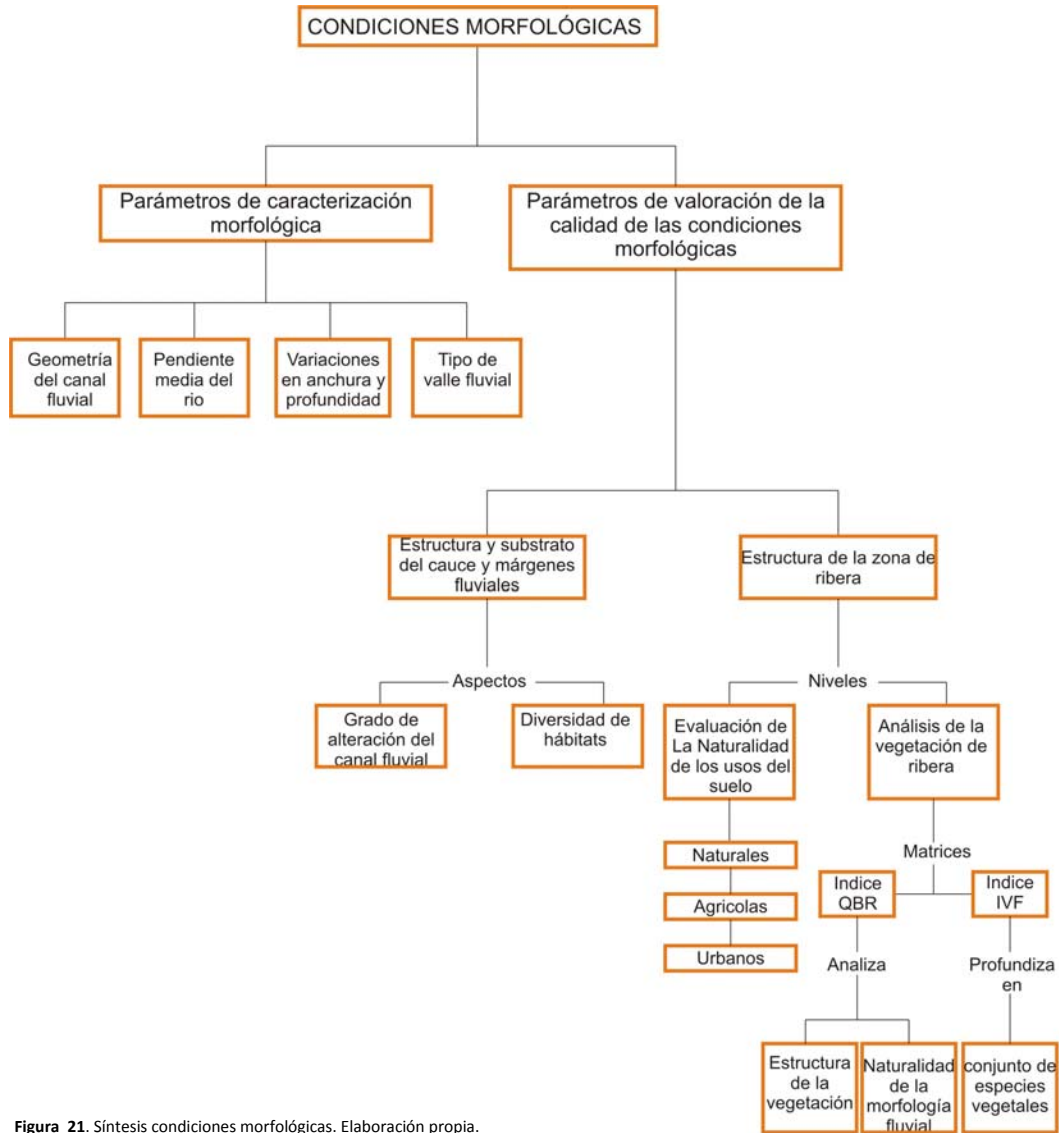 CONDICIONES MORFOLÓGICAS
Parámetros de caracterización
morfológica
Parámetros de valoración de la
calidad de las condiciones
morfológicas
Geometría
del canal
fluvial
Pendiente
media del
rio
Variaciones
en anchura y
profundidad
Tipo de
valle fluvial
Estructura y substrato
del cauce y márgenes
fluviales
Estructura de la zona de
ribera
Aspectos
Niveles
Grado de
alteración del
canal fluvial
Diversidad de
hábitats
Evaluación de
La Naturalidad
de los usos del
suelo
Análisis de la
vegetación de
ribera
Naturales
Agricolas
Urbanos
Matrices
Indice
QBR
Indice
IVF
Analiza
Profundiza
en
Estructura
de la
vegetación
Naturalidad
de la
morfología
fluvial
conjunto de
especies
vegetales
Figura 21. Síntesis condiciones morfológicas. Elaboración propia.